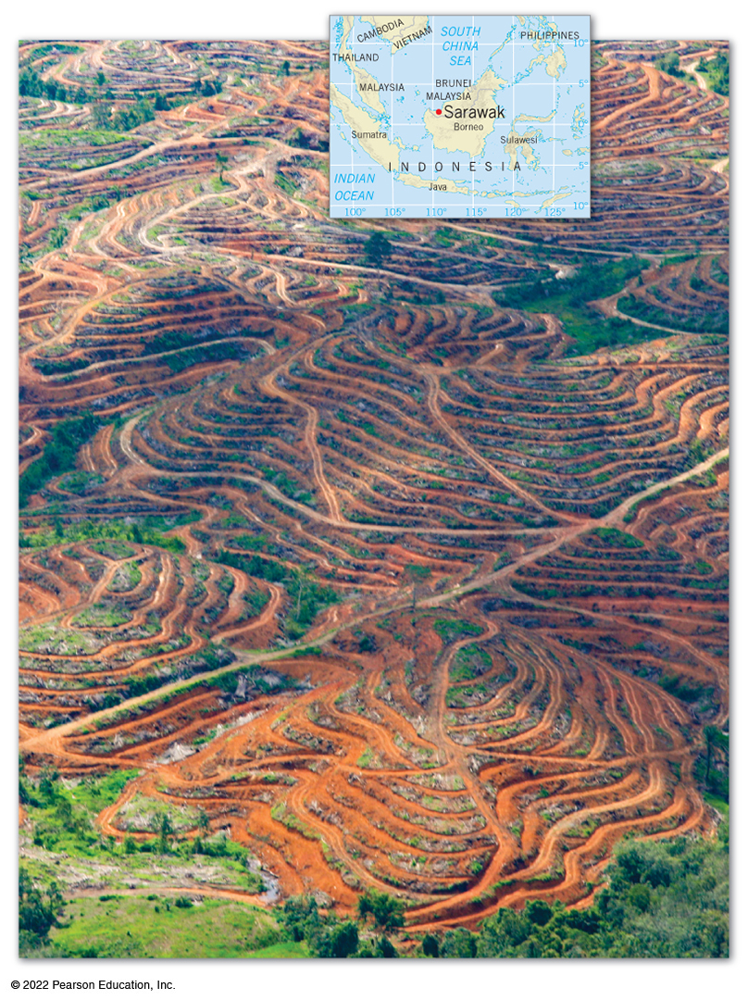 CAMBODIA
VIETNAM
SOUTH
CHINA
SEA
PHILIPPINES
10°
THAILAND
5°
MALAYSIA
BRUNEI
MALAYSIA
Sarawak
Borneo
Sumatra
Sulawesi
INDONESIA
5°
INDIAN
OCEAN
Java
10°
100° 105° 110° 115° 120° 125°
© 2022 Pearson Education, Inc.